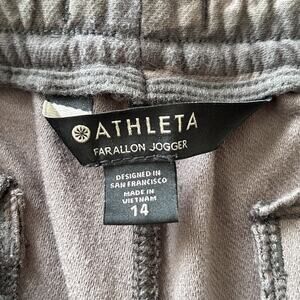 ATHLETA
FARALLON JOGGER
DESIGNED IN
SAN FRANCISCO
MADE IN
VIETNAM
14